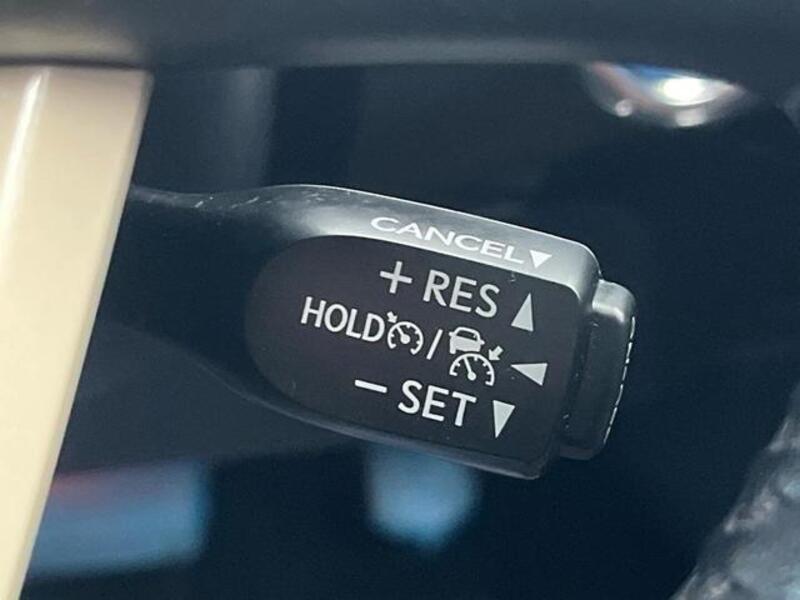 CANCEL▼
+ RES ▲
HOLD / ◀
− SET ▼